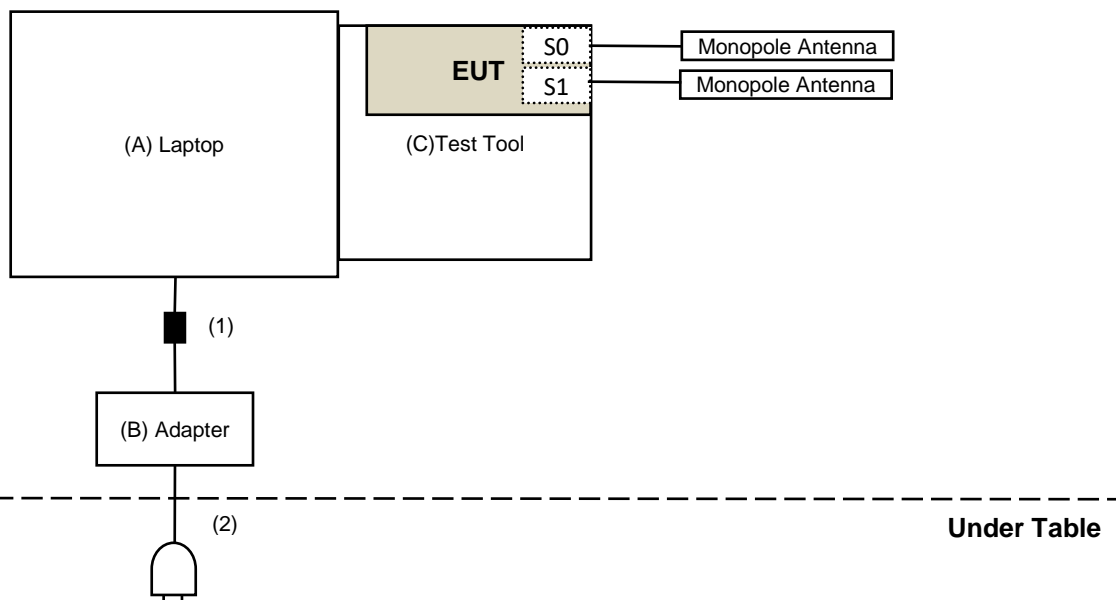 S0
Monopole Antenna
EUT
S1
Monopole Antenna
(A) Laptop
(C)Test Tool
(1)
(B) Adapter
(2)
Under Table